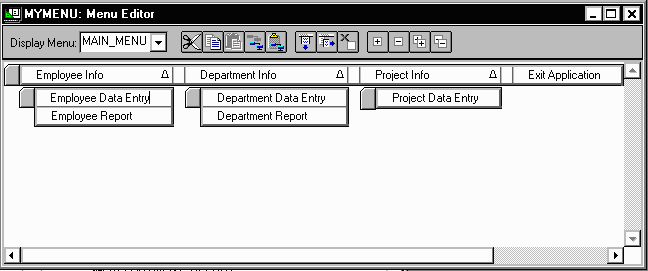 MYMENU: Menu Editor
Display Menu: MAIN_MENU
Employee Info Department Info Project Info Exit Application
Employee Data Entry Department Data Entry Project Data Entry
Employee Report Department Report